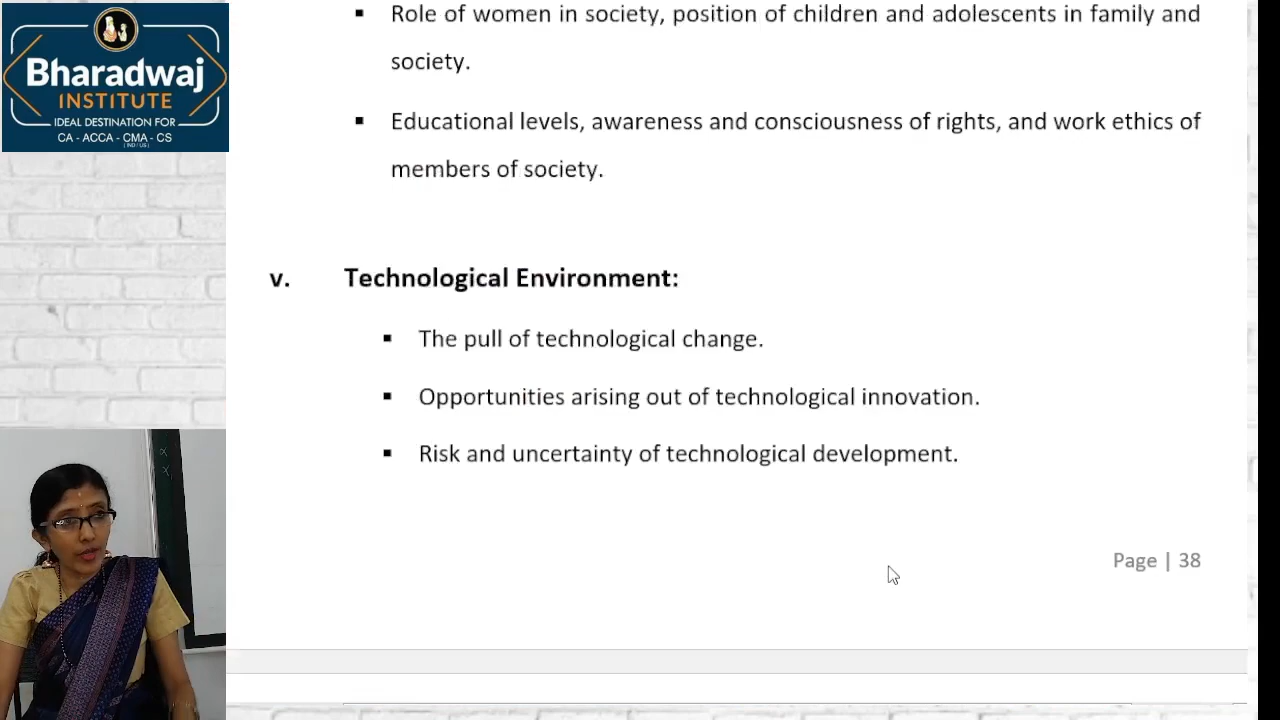 Bharadwaj
INSTITUTE
IDEAL DESTINATION FOR
CA - ACCA - CMA - CS
( IND / US )
▪ Role of women in society, position of children and adolescents in family and
society.
▪ Educational levels, awareness and consciousness of rights, and work ethics of
members of society.
v. Technological Environment:
▪ The pull of technological change.
▪ Opportunities arising out of technological innovation.
▪ Risk and uncertainty of technological development.
Page | 38